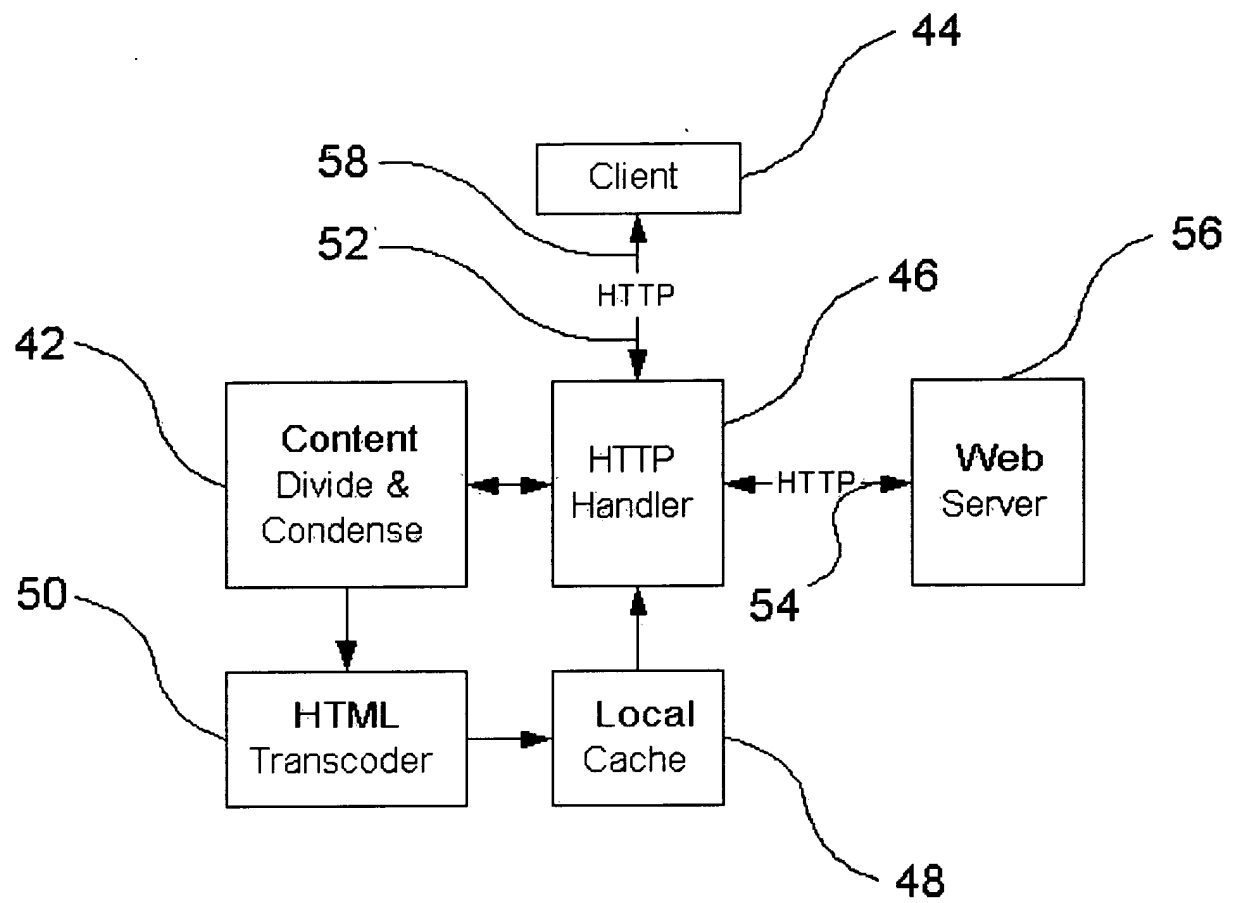 44
58
Client
52
56
HTTP
46
42
Content
Divide &
Condense
HTTP
Handler
HTTP
Web
Server
50
54
HTML
Transcoder
Local
Cache
48